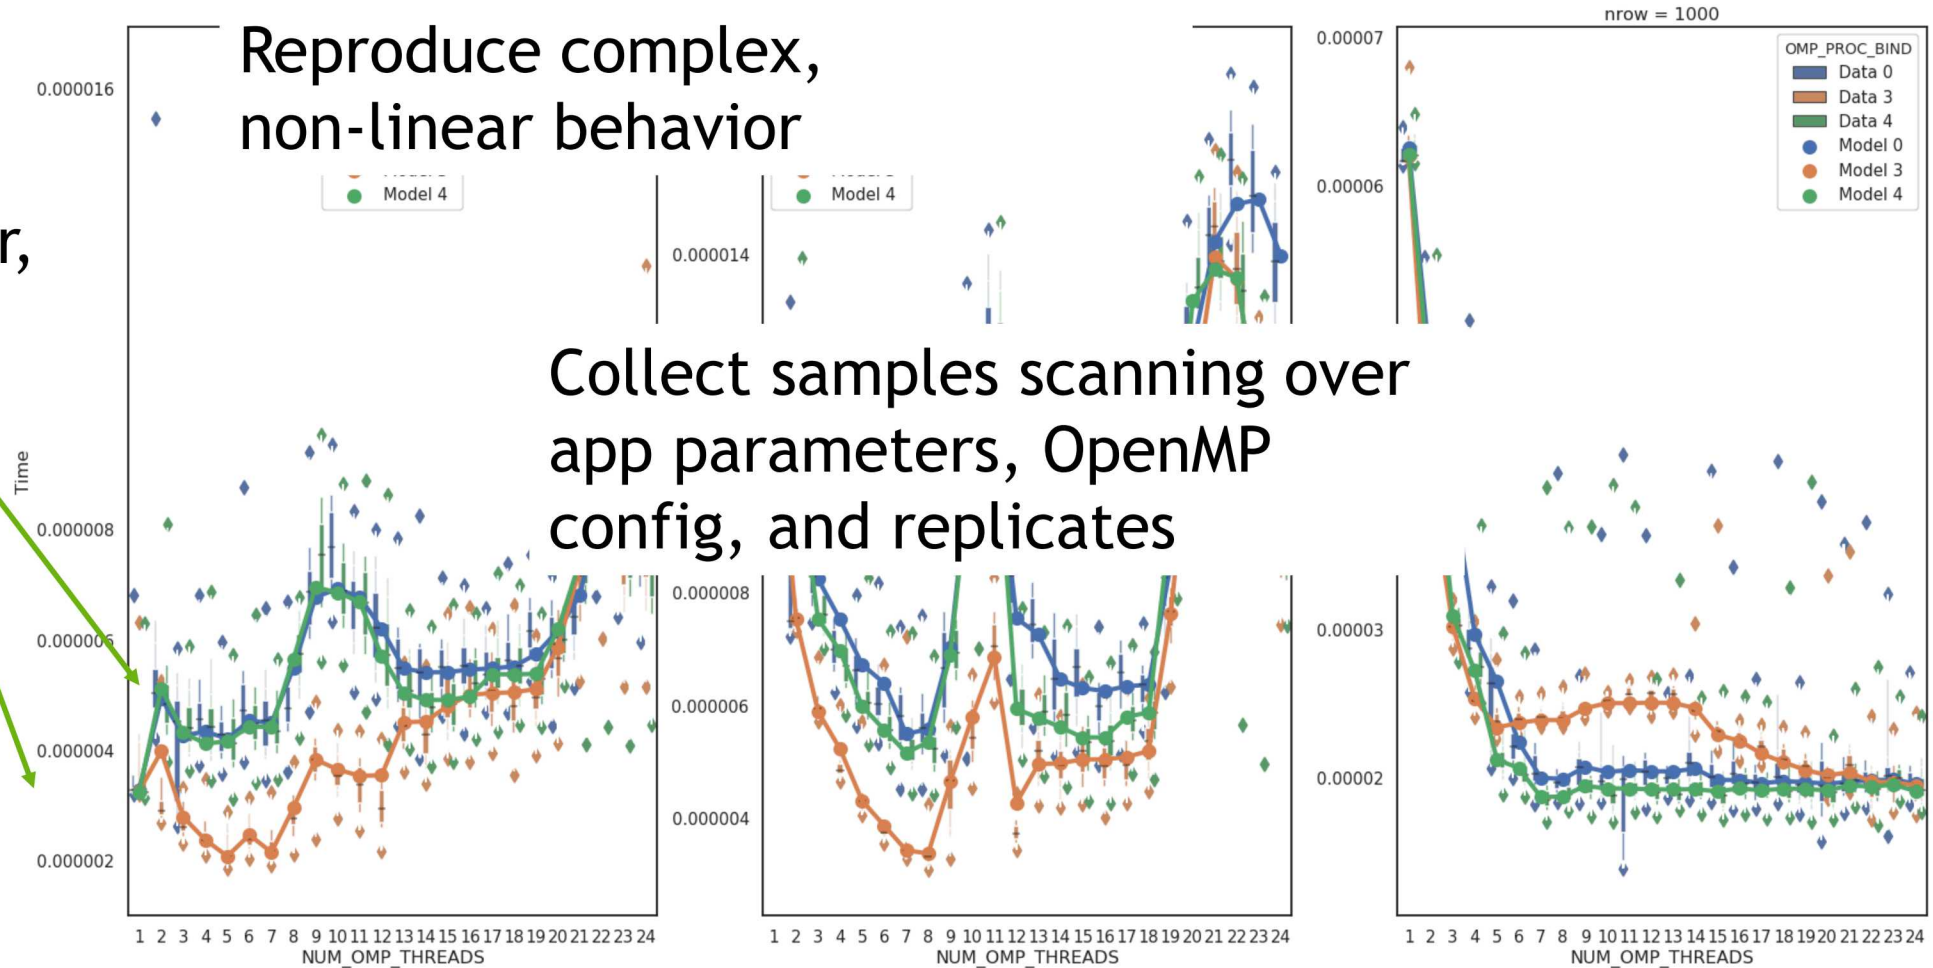 Reproduce complex,
non-linear behavior
r,
Collect samples scanning over
app parameters, OpenMP
config, and replicates
Time
0.000016
0.000008
0.000006
0.000004
0.000002
Model 4
1 2 3 4 5 6 7 8 9 10 11 12 13 14 15 16 17 18 19 20 21 22 23 24
NUM_OMP_THREADS
0.000014
0.000008
0.000006
0.000004
Model 4
1 2 3 4 5 6 7 8 9 10 11 12 13 14 15 16 17 18 19 20 21 22 23 24
NUM_OMP_THREADS
nrow = 1000
0.00007
0.00006
0.00003
0.00002
OMP_PROC_BIND
Data 0
Data 3
Data 4
Model 0
Model 3
Model 4
1 2 3 4 5 6 7 8 9 10 11 12 13 14 15 16 17 18 19 20 21 22 23 24
NUM_OMP_THREADS